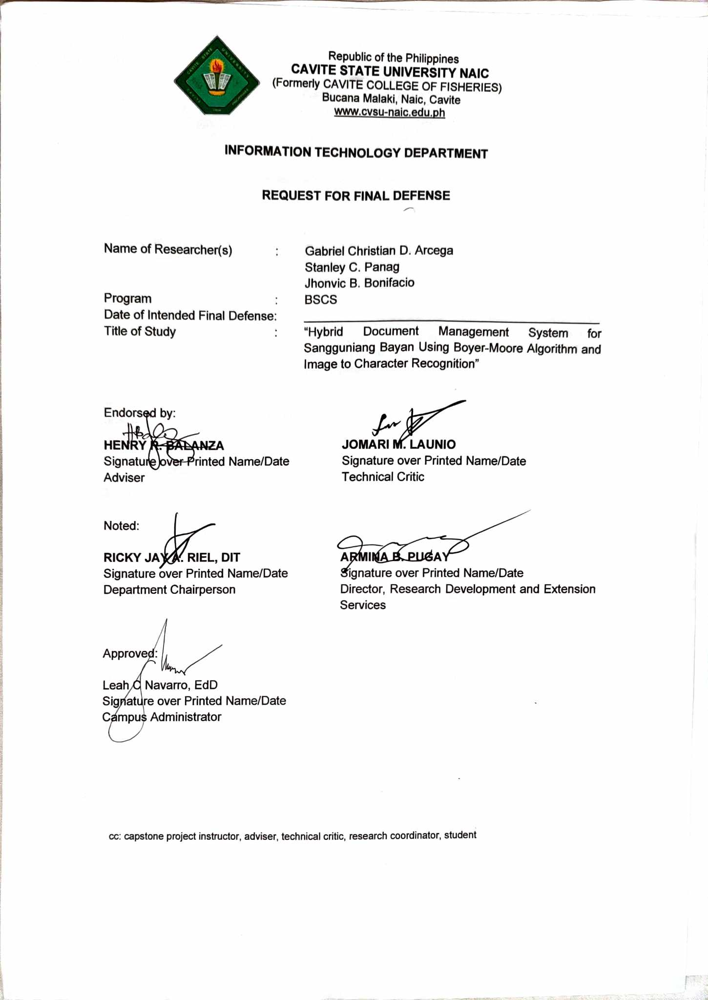 CAVITE STATE UNIVERSITY
CAVITE PHILIPPINES
1906
Republic of the Philippines
CAVITE STATE UNIVERSITY NAIC
(Formerly CAVITE COLLEGE OF FISHERIES)
Bucana Malaki, Naic, Cavite
www.cvsu-naic.edu.ph
INFORMATION TECHNOLOGY DEPARTMENT
REQUEST FOR FINAL DEFENSE
Name of Researcher(s) : Gabriel Christian D. Arcega
Stanley C. Panag
Jhonvic B. Bonifacio
Program : BSCS
Date of Intended Final Defense:
Title of Study : “Hybrid Document Management System for
Sangguniang Bayan Using Boyer-Moore Algorithm and
Image to Character Recognition”
Endorsed by:
HENRY R. BALANZA
Signature over Printed Name/Date
Adviser
JOMARI M. LAUNIO
Signature over Printed Name/Date
Technical Critic
Noted:
RICKY JAY A. RIEL, DIT
Signature over Printed Name/Date
Department Chairperson
ARMINA B. PUGAY
Signature over Printed Name/Date
Director, Research Development and Extension
Services
Approved:
Leah C Navarro, EdD
Signature over Printed Name/Date
Campus Administrator
cc: capstone project instructor, adviser, technical critic, research coordinator, student